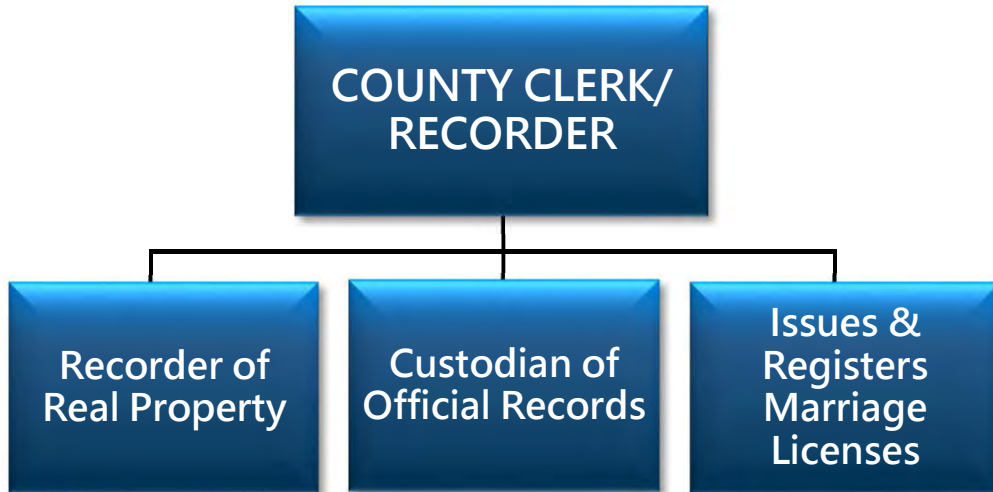 COUNTY CLERK/
RECORDER
Recorder of
Real Property
Custodian of
Official Records
Issues &
Registers
Marriage
Licenses